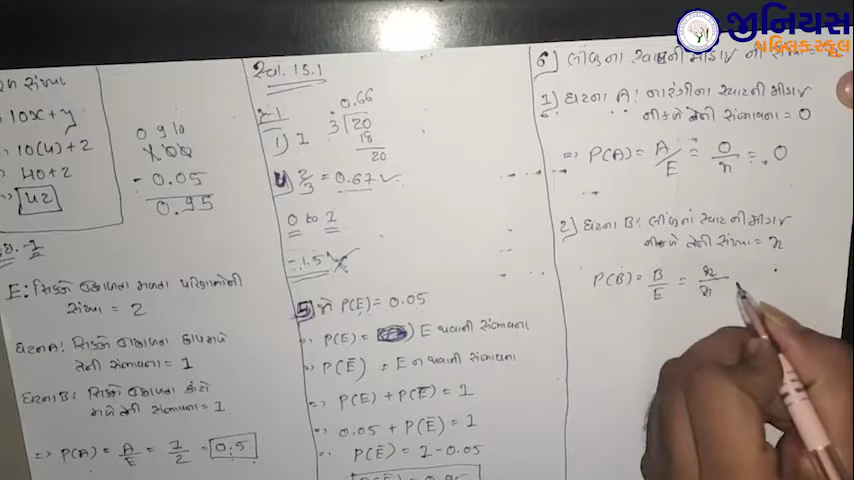 જીનિયસ
પબ્લિક સ્કૂલ
સંખ્યા
10x + y
10(4) + 2
40 + 2
42
0 9 10
1.00
- 0.05
0.95
E: સિક્કો ઉછાળતા મળતા પરિણામોની
સંખ્યા = 2
ઘટના A: સિક્કો ઉછાળતા છાપ મળે
તેની સંભાવના = 1
ઘટના B: સિક્કો ઉછાળતા કાંટો
મળે તેની સંભાવના = 1
=> P(A) = A/E = 1/2 = 0.5
સ્વા. 15.1
1) 1
0.66
3 20
18
20
2/3 = 0.67 ✓
0 to 1
-1.5
5 જો P(E) = 0.05
P(E) = E થવાની સંભાવના
P(Ē) = E ન થવાની સંભાવના
P(E) + P(Ē) = 1
0.05 + P(Ē) = 1
P(Ē) = 1 - 0.05
6)
1) ઘટના A: નારંગીના સ્વાદની મીઠાઈ
નીકળે તેની સંભાવના = 0
=> P(A) = A/E = 0/n = 0
2) ઘટના B: લીંબુનાં સ્વાદની મીઠાઈ
નીકળે તેની સંખ્યા = n
P(B) = B/E = n/n